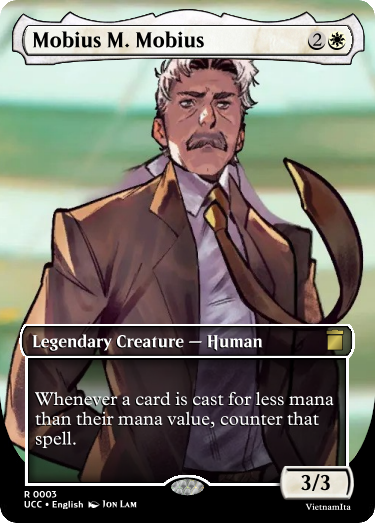 Mobius M. Mobius 2
Legendary Creature — Human
Whenever a card is cast for less mana
than their mana value, counter that
spell.
3/3
R 0003
UCC • English Jon Lam
VietnamIta